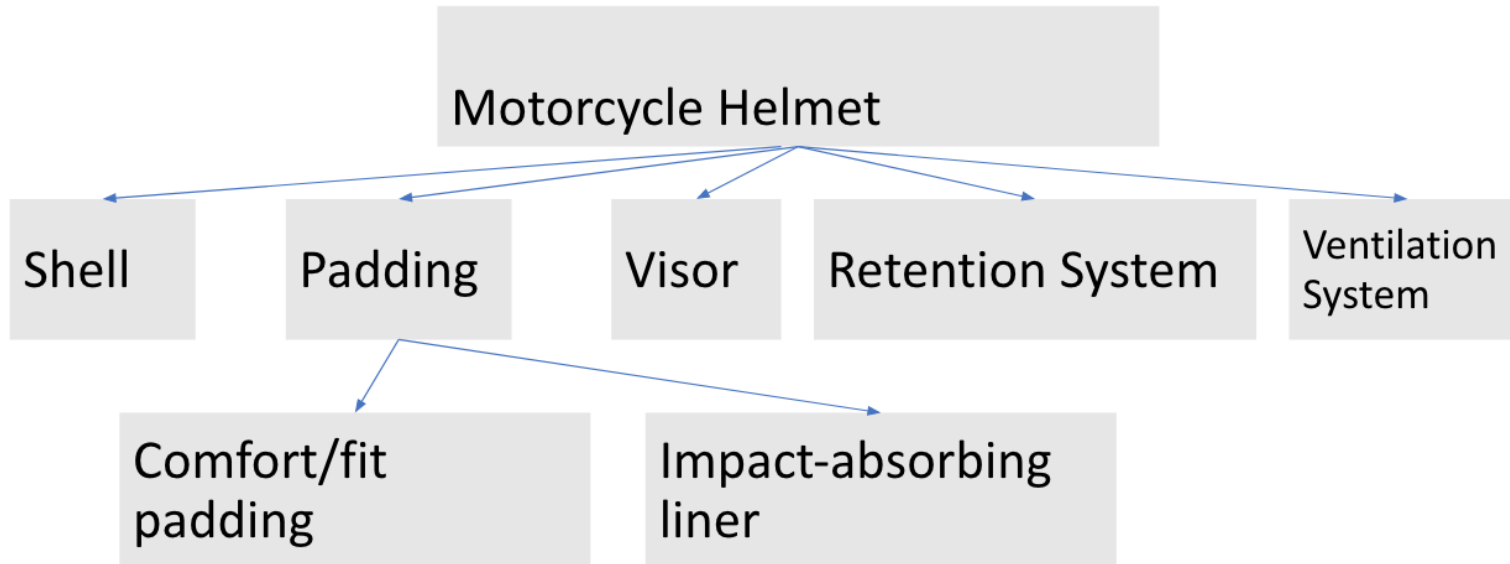 Motorcycle Helmet
Shell
Padding
Visor
Retention System
Ventilation
System
Comfort/fit
padding
Impact-absorbing
liner